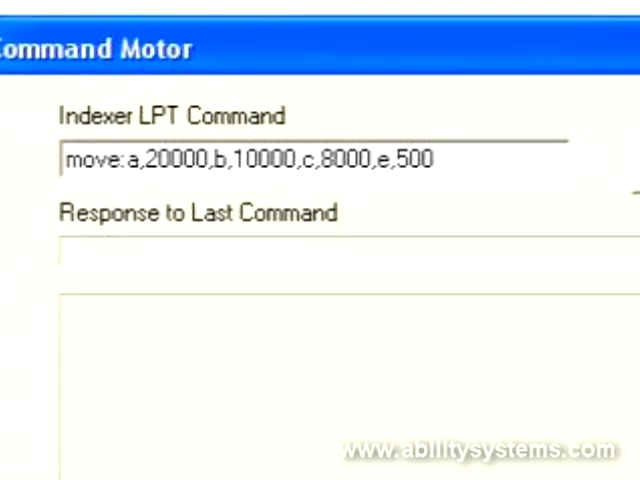 Command Motor
Indexer LPT Command
move:a,20000,b,10000,c,8000,e,500
Response to Last Command
www.abilitysystems.com